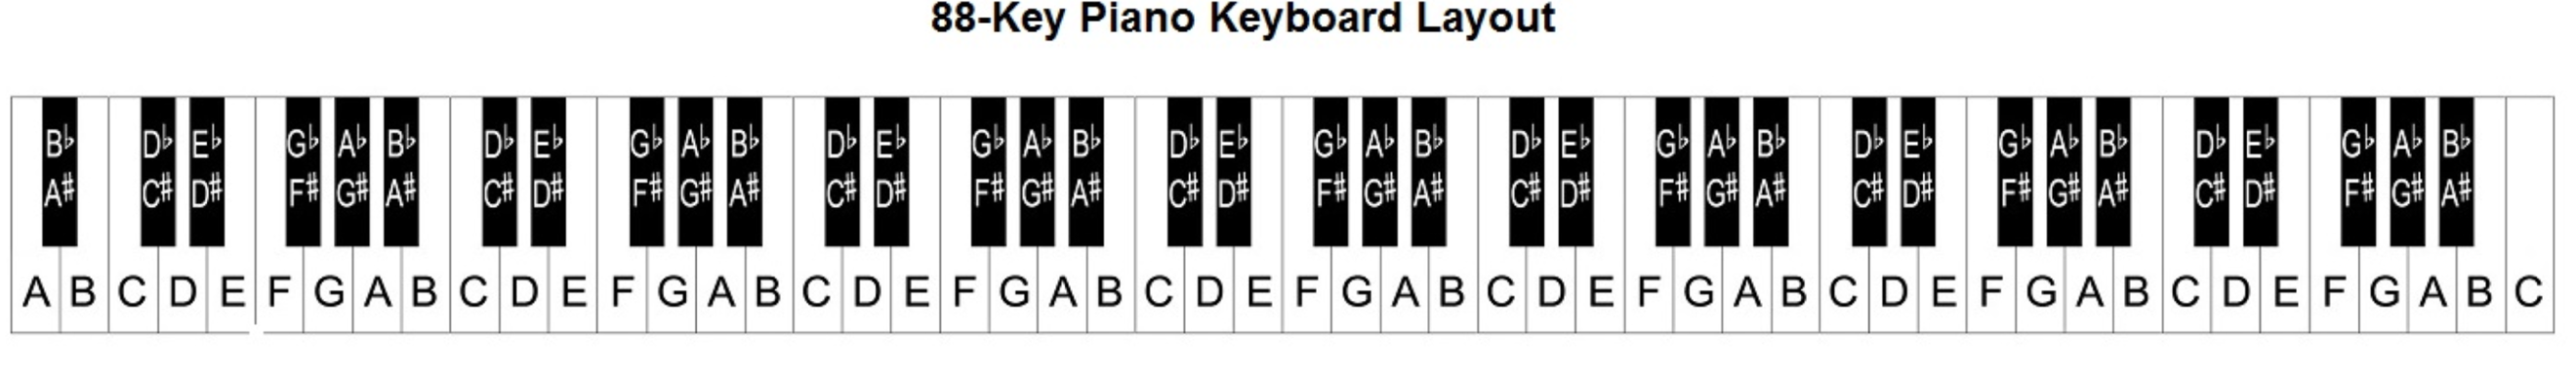 88-Key Piano Keyboard Layout
B♭ D♭ E♭ G♭ A♭ B♭ D♭ E♭ G♭ A♭ B♭ D♭ E♭ G♭ A♭ B♭ D♭ E♭ G♭ A♭ B♭ D♭ E♭ G♭ A♭ B♭ D♭ E♭ G♭ A♭ B♭ D♭ E♭ G♭ A♭ B♭
A# C# D# F# G# A# C# D# F# G# A# C# D# F# G# A# C# D# F# G# A# C# D# F# G# A# C# D# F# G# A# C# D# F# G# A#
A B C D E F G A B C D E F G A B C D E F G A B C D E F G A B C D E F G A B C D E F G A B C D E F G A B C